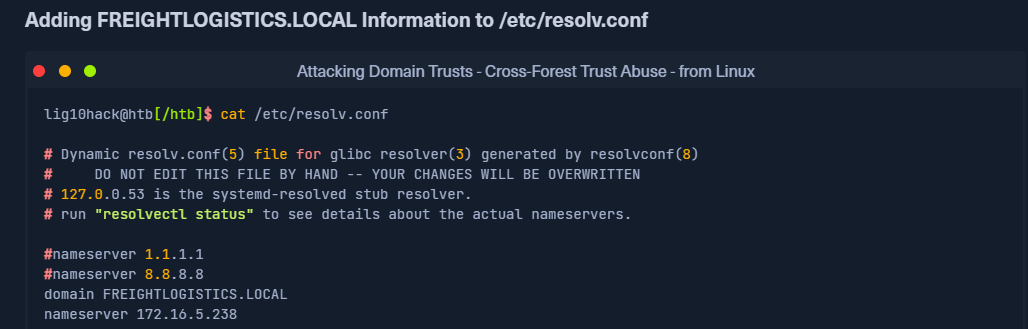 Adding FREIGHTLOGISTICS.LOCAL Information to /etc/resolv.conf
Attacking Domain Trusts - Cross-Forest Trust Abuse - from Linux
lig10hack@htb[/htb]$ cat /etc/resolv.conf
# Dynamic resolv.conf(5) file for glibc resolver(3) generated by resolvconf(8)
#     DO NOT EDIT THIS FILE BY HAND -- YOUR CHANGES WILL BE OVERWRITTEN
# 127.0.0.53 is the systemd-resolved stub resolver.
# run "resolvectl status" to see details about the actual nameservers.
#nameserver 1.1.1.1
#nameserver 8.8.8.8
domain FREIGHTLOGISTICS.LOCAL
nameserver 172.16.5.238